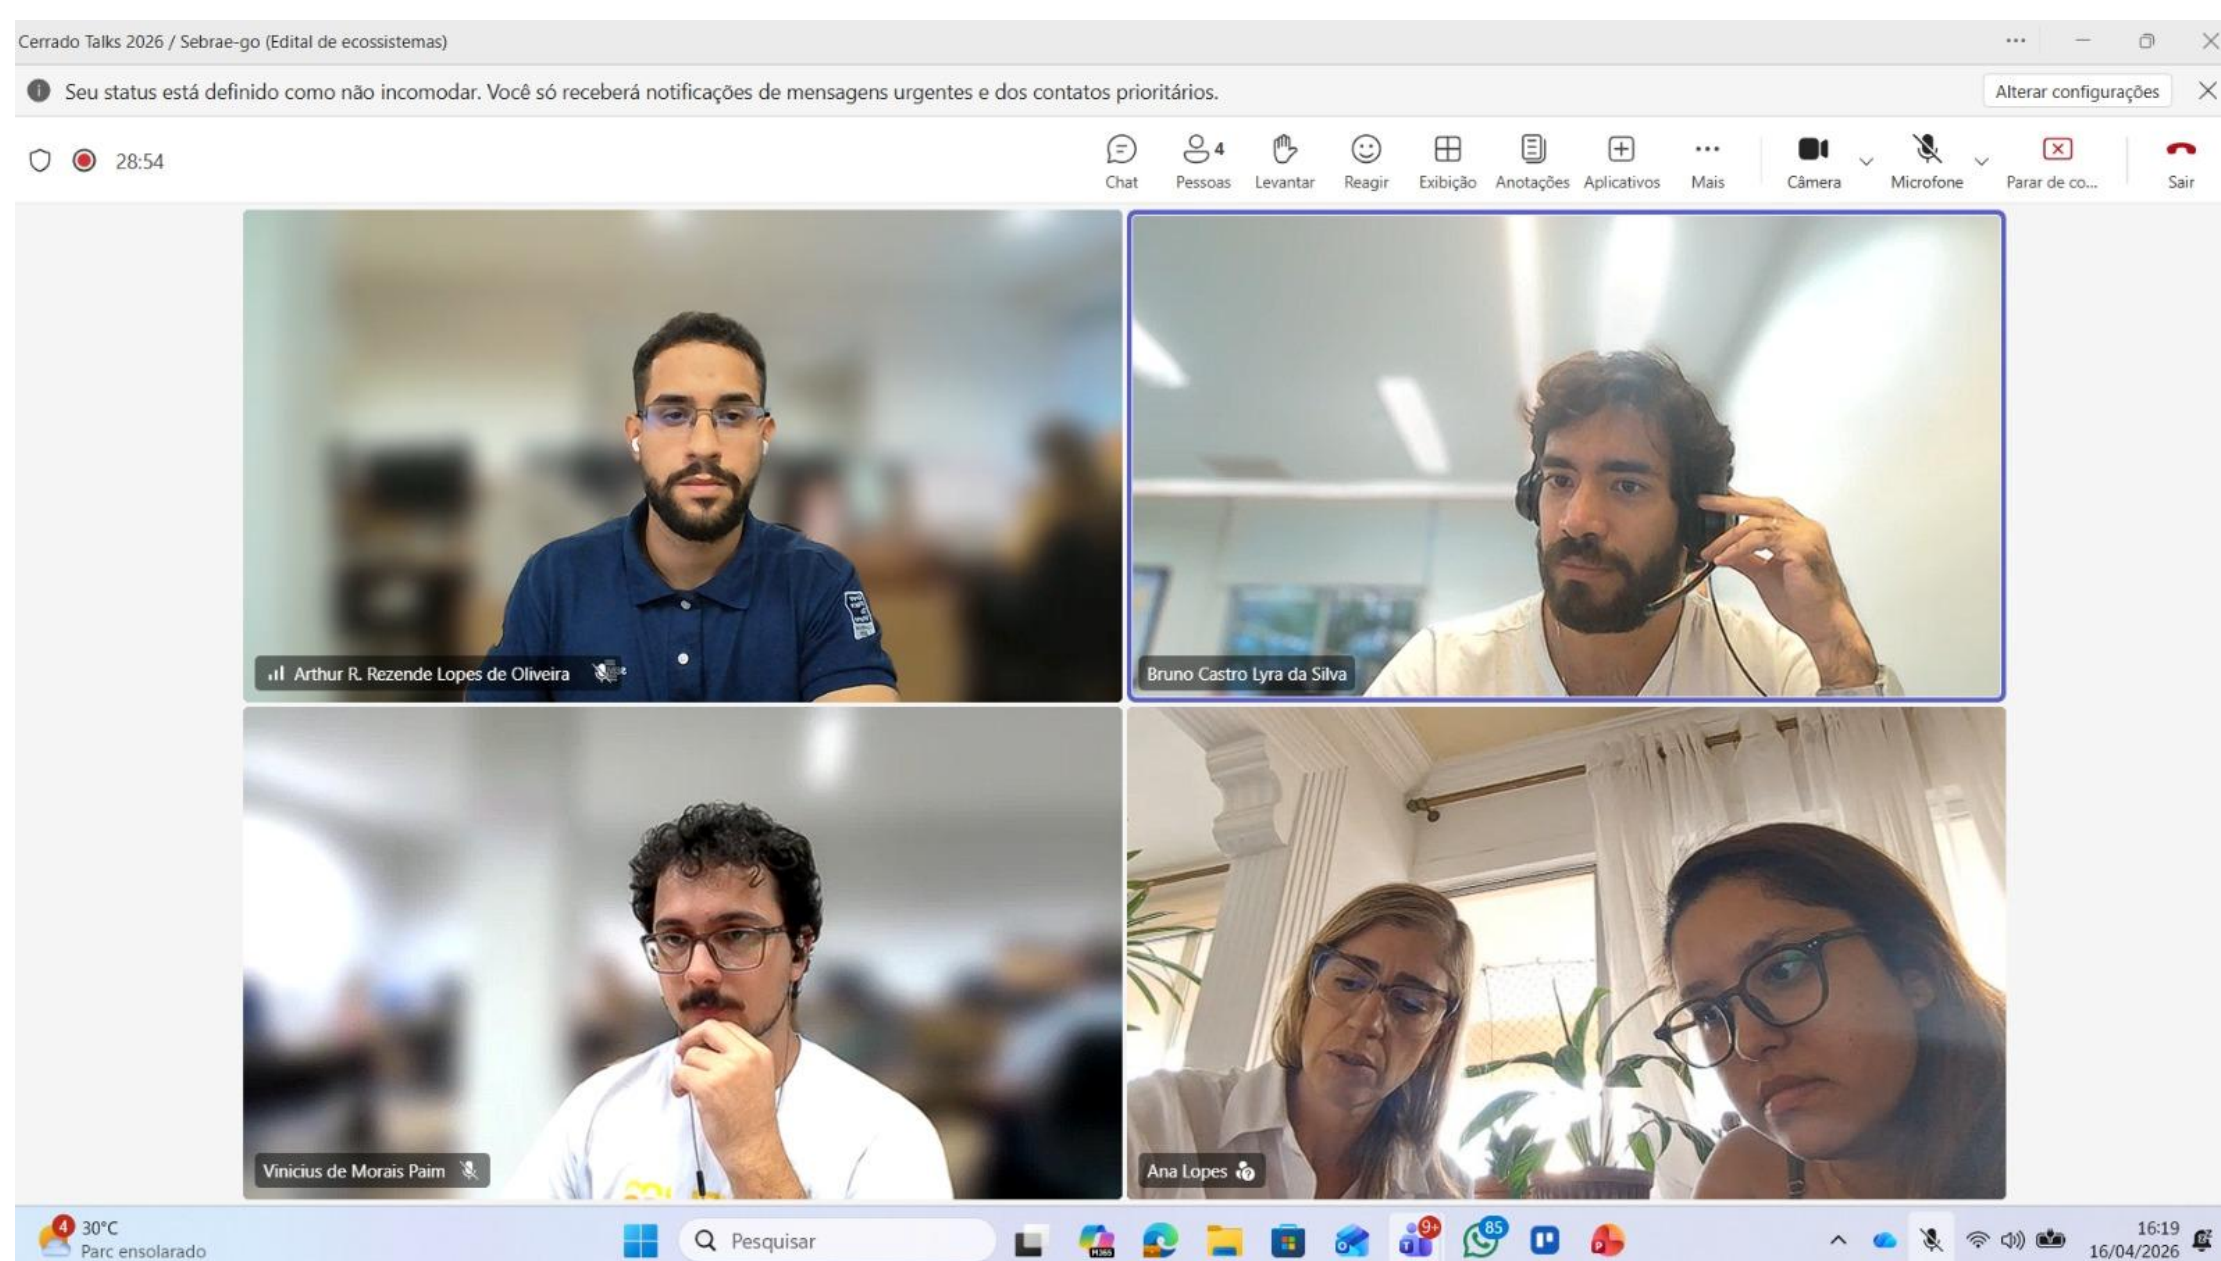 Cerrado Talks 2026 / Sebrae-go (Edital de ecossistemas)
Seu status está definido como não incomodar. Você só receberá notificações de mensagens urgentes e dos contatos prioritários.
Alterar configurações
28:54
4
Chat
Pessoas
Levantar
Reagir
Exibição
Anotações
Aplicativos
Mais
Câmera
Microfone
Parar de co...
Sair
Arthur R. Rezende Lopes de Oliveira
Bruno Castro Lyra da Silva
Vinicius de Morais Paim
Ana Lopes
4
30°C
Parc ensolarado
Pesquisar
M365
9+
85
16:19
16/04/2026